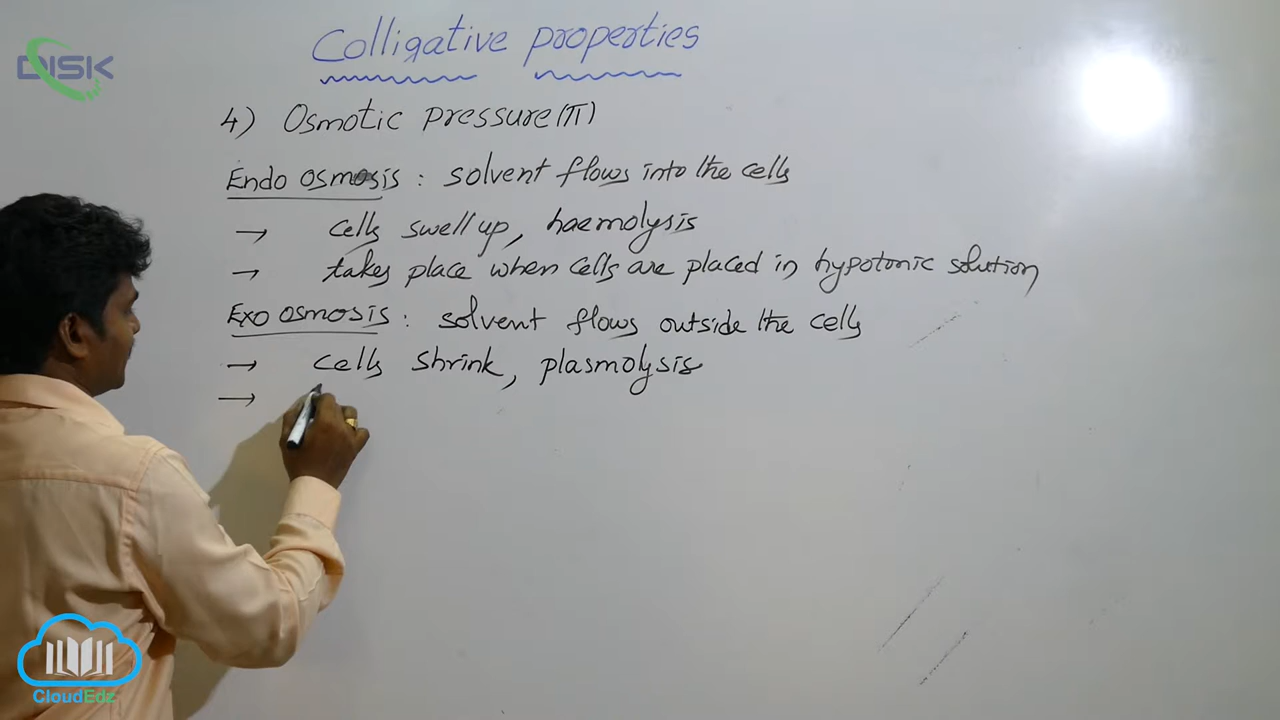 Colligative properties
DISK
4) Osmotic Pressure (π)
Endo osmosis : solvent flows into the cells
→ cells swell up, haemolysis
→ takes place when cells are placed in hypotonic solution
Exo osmosis : solvent flows outside the cells
→ cells shrink, plasmolysis
→
CloudEdz